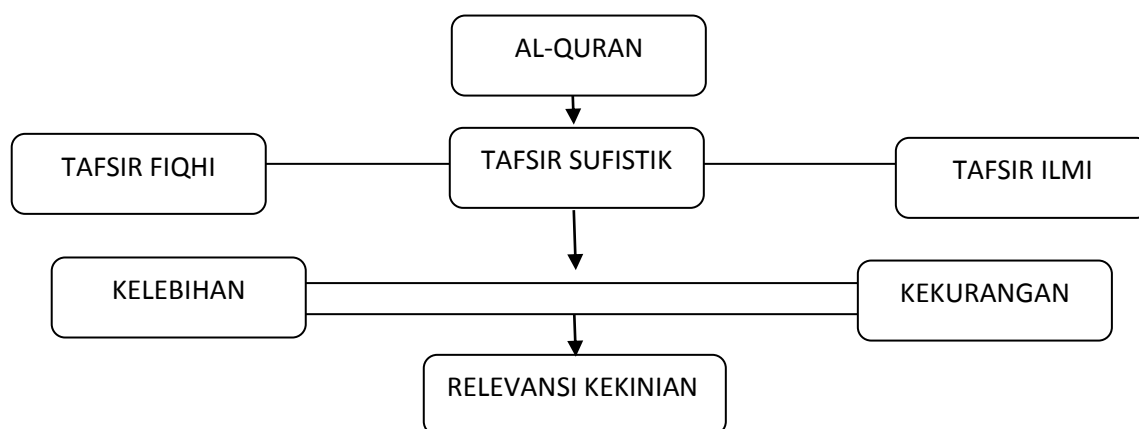 AL-QURAN
TAFSIR FIQHI
TAFSIR SUFISTIK
TAFSIR ILMI
KELEBIHAN
KEKURANGAN
RELEVANSI KEKINIAN